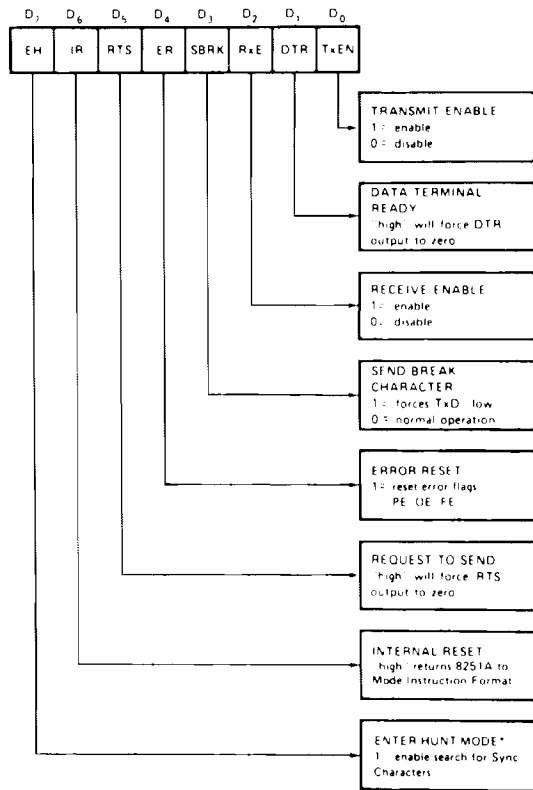 D7 D6 D5 D4 D3 D2 D1 D0
EH IR RTS ER SBRK RxE DTR TxEN
TRANSMIT ENABLE
1 = enable
0 = disable
DATA TERMINAL
READY
"high" will force DTR
output to zero
RECEIVE ENABLE
1 = enable
0 = disable
SEND BREAK
CHARACTER
1 = forces TxD low
0 = normal operation
ERROR RESET
1 = reset error flags
PE OE FE
REQUEST TO SEND
"high" will force RTS
output to zero
INTERNAL RESET
"high" returns 8251A to
Mode Instruction Format
ENTER HUNT MODE*
1 enable search for Sync
Characters